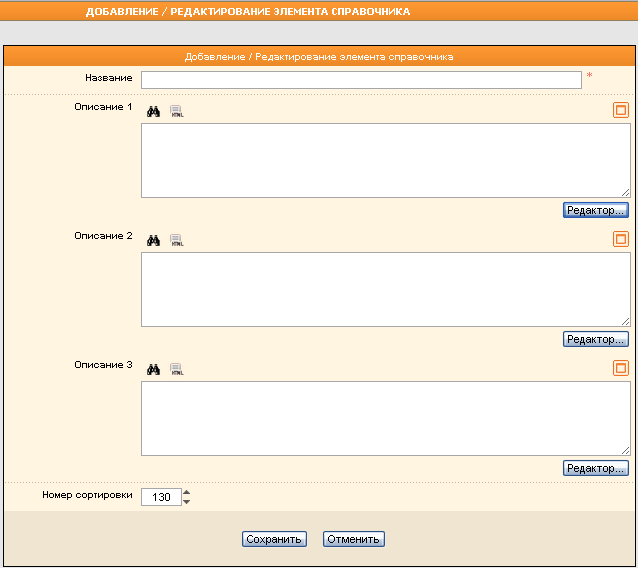 ДОБАВЛЕНИЕ / РЕДАКТИРОВАНИЕ ЭЛЕМЕНТА СПРАВОЧНИКА
Добавление / Редактирование элемента справочника
Название *
Описание 1
HTML
Редактор...
Описание 2
HTML
Редактор...
Описание 3
HTML
Редактор...
Номер сортировки 130
Сохранить Отменить